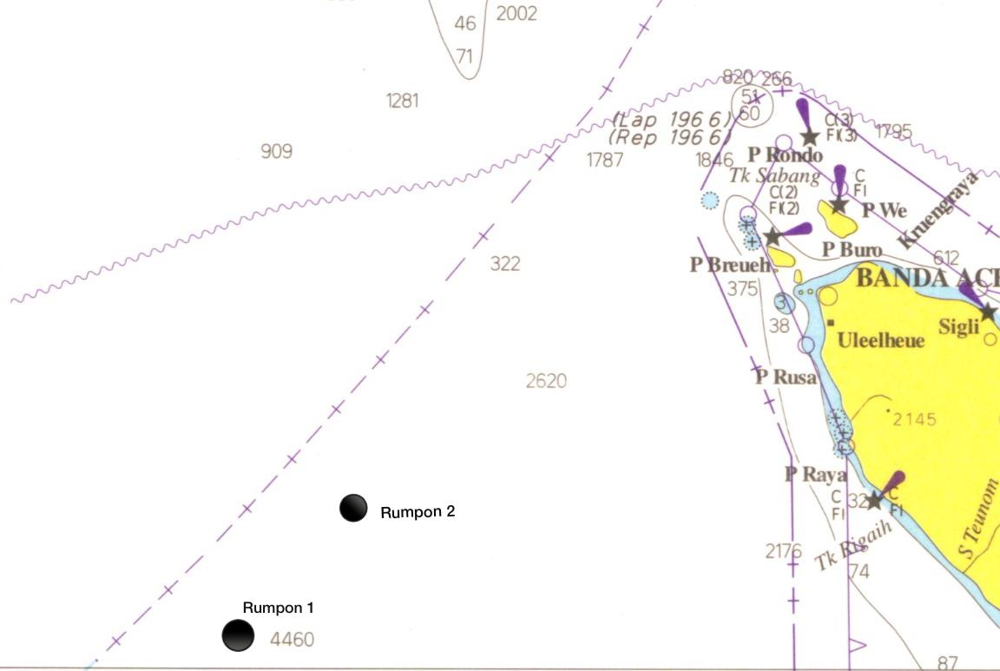 2002
46
71
820 266
51
60
1281
(Lap 1966)
(Rep 1966)
C(3)
Fl(3)
1795
909
1787
1846
P Rondo
Tk Sabang
C
Fl
C(2)
Fl(2)
P We
Kruengraya
P Buro
322
P Breueh
612
375
BANDA ACE
3
38
Sigli
Uleelheue
2620
P Rusa
2145
P Raya
C
Fl
32
C
Fl
Rumpon 2
S Teunom
Tk Rigaih
2176
74
Rumpon 1
4460
87